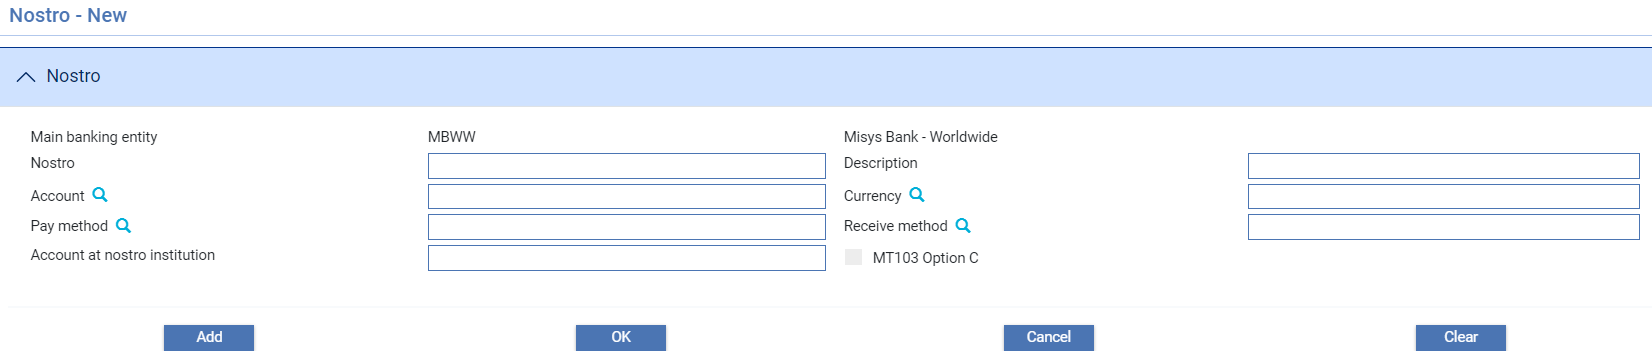 Nostro - New
Nostro
Main banking entity MBWW Misys Bank - Worldwide
Nostro Description
Account Currency
Pay method Receive method
Account at nostro institution MT103 Option C
Add OK Cancel Clear